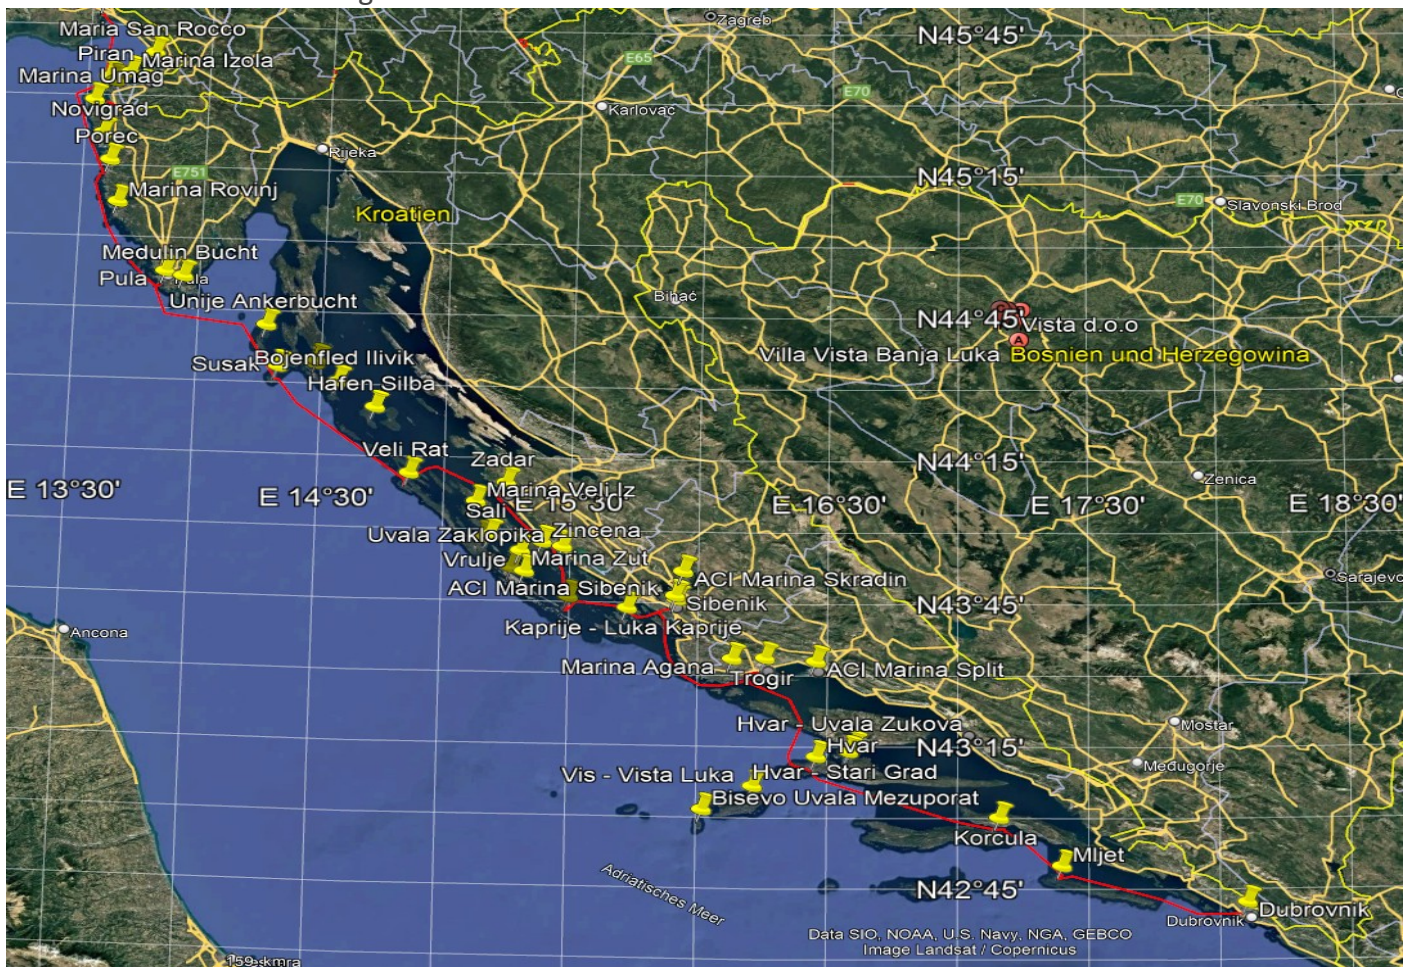 Zagreb
Maria San Rocco
N45°45'
Piran
Marina Izola
E65
Marina Umag
E70
Karlovac
Novigrad
Porec
Rijeka
E751
N45°15'
Marina Rovinj
E70
Slavonski Brod
Kroatien
Medulin Bucht
Pula
Bihać
Unije Ankerbucht
N44°45'
Vista d.o.o
Susak
Bojenfled Ilivik
Villa Vista Banja Luka
Bosnien und Herzegowina
Hafen Silba
Veli Rat
Zadar
N44°15'
Zenica
E 13°30'
E 14°30'
Marina Veli Iz
E 15°30'
E 16°30'
E 17°30'
E 18°30'
Sali
Uvala Zaklopika
Zincena
Vrulje
Marina Zut
ACI Marina Skradin
Sarajevo
ACI Marina Sibenik
Sibenik
N43°45'
Kaprije - Luka Kaprije
Ancona
Marina Agana
Trogir
ACI Marina Split
Hvar - Uvala Zukova
Mostar
Hvar
N43°15'
Međugorje
Vis - Vista Luka
Hvar - Stari Grad
Bisevo Uvala Mezuporat
Korcula
Mljet
Adriatisches Meer
N42°45'
Dubrovnik
Dubrovnik
Data SIO, NOAA, U.S. Navy, NGA, GEBCO
Image Landsat / Copernicus
159 km